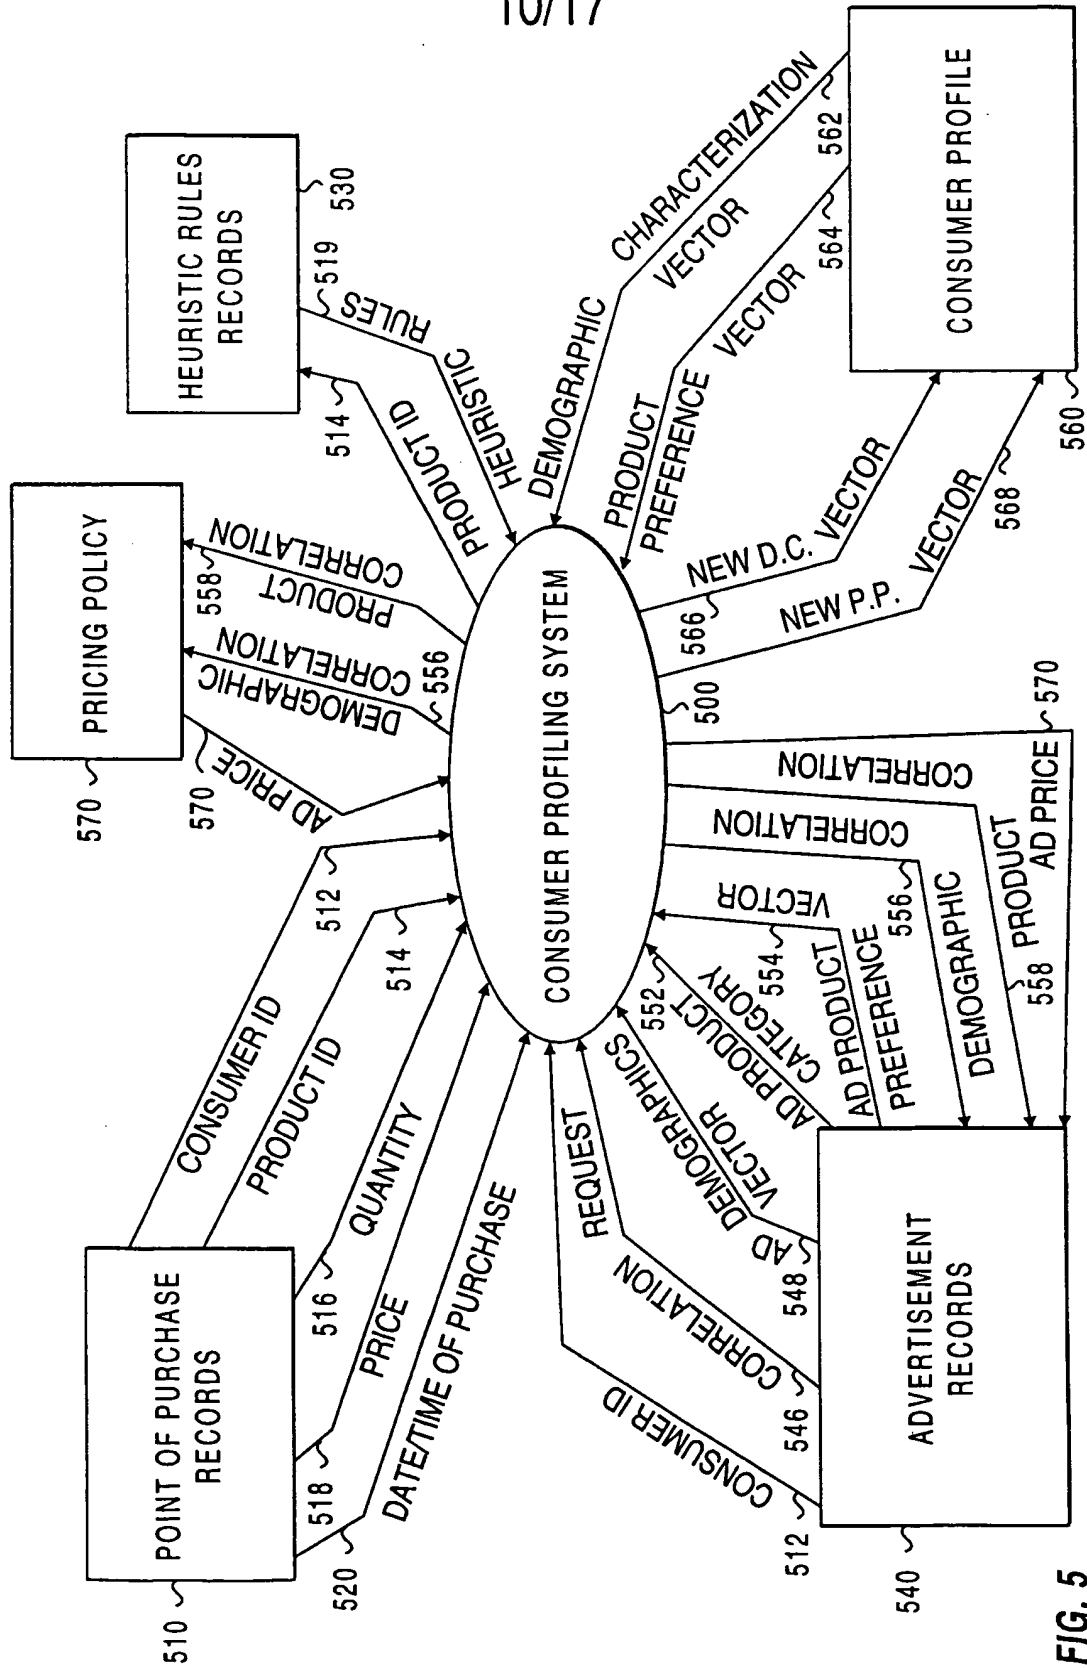 10/17
POINT OF PURCHASE
RECORDS
510
CONSUMER ID
512
PRODUCT ID
514
QUANTITY
516
PRICE
518
DATE/TIME OF PURCHASE
520
PRICING POLICY
570
AD PRICE
570
DEMOGRAPHIC
CORRELATION
556
PRODUCT
CORRELATION
558
HEURISTIC RULES
RECORDS
530
PRODUCT ID
514
HEURISTIC
RULES
519
CONSUMER PROFILING SYSTEM
500
DEMOGRAPHIC
CHARACTERIZATION
VECTOR
562
PRODUCT
PREFERENCE
VECTOR
564
NEW D.C. VECTOR
566
NEW P.P. VECTOR
568
CONSUMER PROFILE
560
ADVERTISEMENT
RECORDS
540
CONSUMER ID
512
CORRELATION
REQUEST
546
AD
DEMOGRAPHICS
VECTOR
548
AD PRODUCT
CATEGORY
552
AD PRODUCT
PREFERENCE
VECTOR
554
DEMOGRAPHIC
CORRELATION
556
PRODUCT
CORRELATION
558
AD PRICE
570
FIG. 5